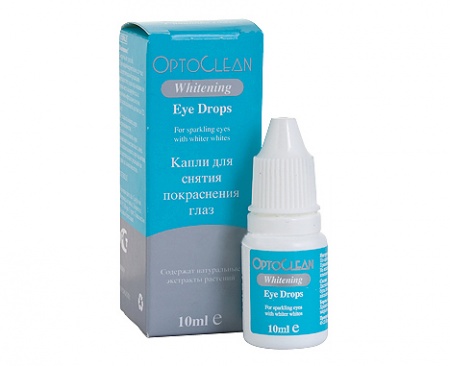 OPTOCLEAN
Whitening
Eye Drops
For sparkling eyes
with whiter whites
Капли для
снятия
покраснения
глаз
Содержат натуральные
экстракты растений
10ml e
OPTOCLEAN
Whitening
Eye Drops
For sparkling eyes
with whiter whites
10ml e